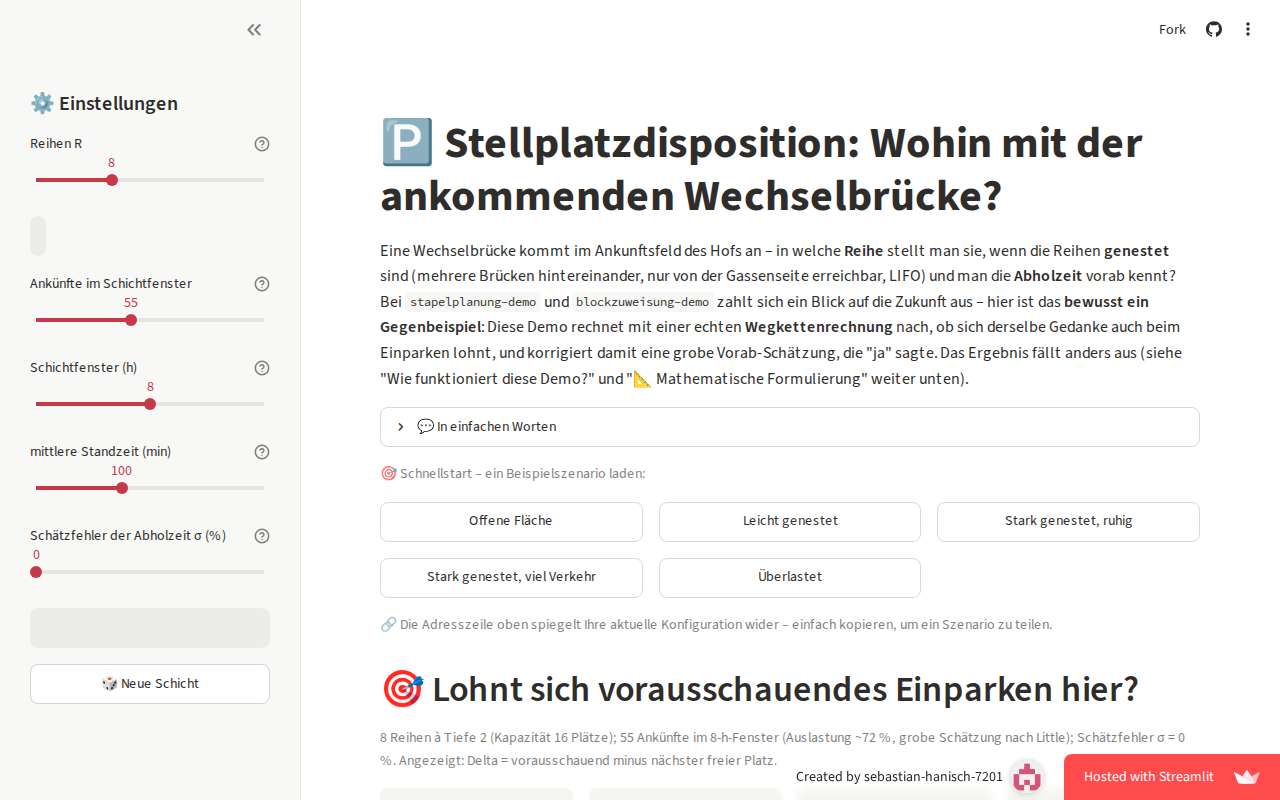 Fork
⚙️ Einstellungen
Reihen R
8
Ankünfte im Schichtfenster
55
Schichtfenster (h)
8
mittlere Standzeit (min)
100
Schätzfehler der Abholzeit σ (%)
0
🎲 Neue Schicht
🅿️ Stellplatzdisposition: Wohin mit der
ankommenden Wechselbrücke?
Eine Wechselbrücke kommt im Ankunftsfeld des Hofs an – in welche Reihe stellt man sie, wenn die Reihen genestet
sind (mehrere Brücken hintereinander, nur von der Gassenseite erreichbar, LIFO) und man die Abholzeit vorab kennt?
Bei stapelplanung-demo und blockzuweisung-demo zahlt sich ein Blick auf die Zukunft aus – hier ist das bewusst ein
Gegenbeispiel: Diese Demo rechnet mit einer echten Wegkettenrechnung nach, ob sich derselbe Gedanke auch beim
Einparken lohnt, und korrigiert damit eine grobe Vorab-Schätzung, die "ja" sagte. Das Ergebnis fällt anders aus (siehe
"Wie funktioniert diese Demo?" und "📐 Mathematische Formulierung" weiter unten).
💬 In einfachen Worten
🎯 Schnellstart – ein Beispielszenario laden:
Offene Fläche
Leicht genestet
Stark genestet, ruhig
Stark genestet, viel Verkehr
Überlastet
🔗 Die Adresszeile oben spiegelt Ihre aktuelle Konfiguration wider – einfach kopieren, um ein Szenario zu teilen.
🎯 Lohnt sich vorausschauendes Einparken hier?
8 Reihen à Tiefe 2 (Kapazität 16 Plätze); 55 Ankünfte im 8-h-Fenster (Auslastung ~72 %, grobe Schätzung nach Little); Schätzfehler σ = 0
%. Angezeigt: Delta = vorausschauend minus nächster freier Platz.
Created by sebastian-hanisch-7201
Hosted with Streamlit